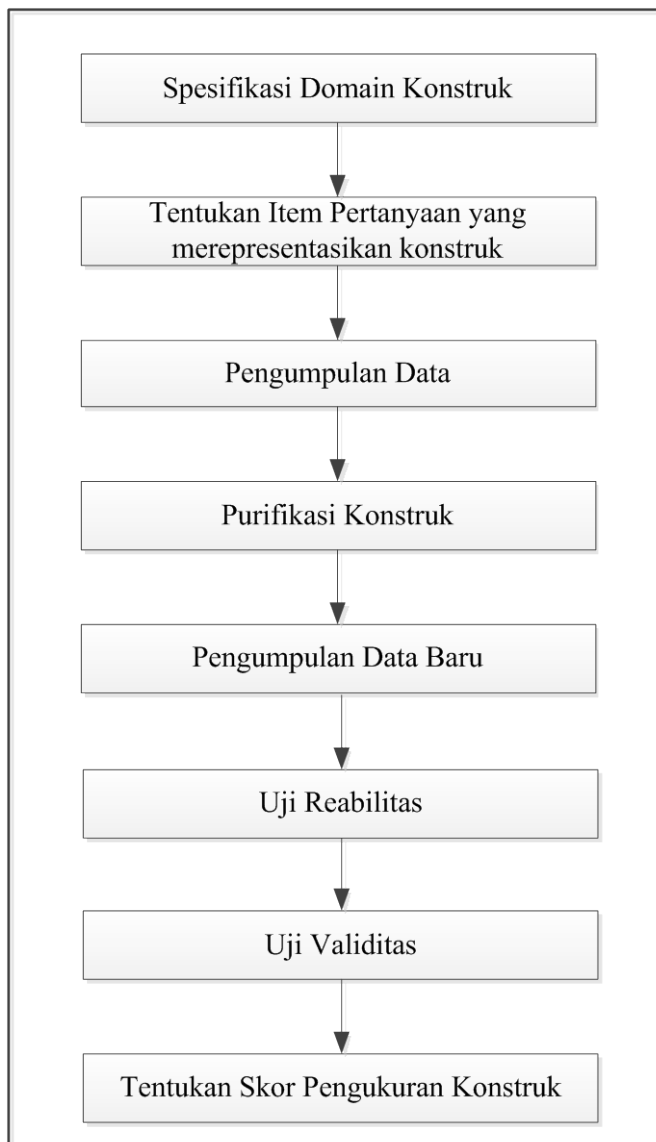 Spesifikasi Domain Konstruk
Tentukan Item Pertanyaan yang
merepresentasikan konstruk
Pengumpulan Data
Purifikasi Konstruk
Pengumpulan Data Baru
Uji Reabilitas
Uji Validitas
Tentukan Skor Pengukuran Konstruk